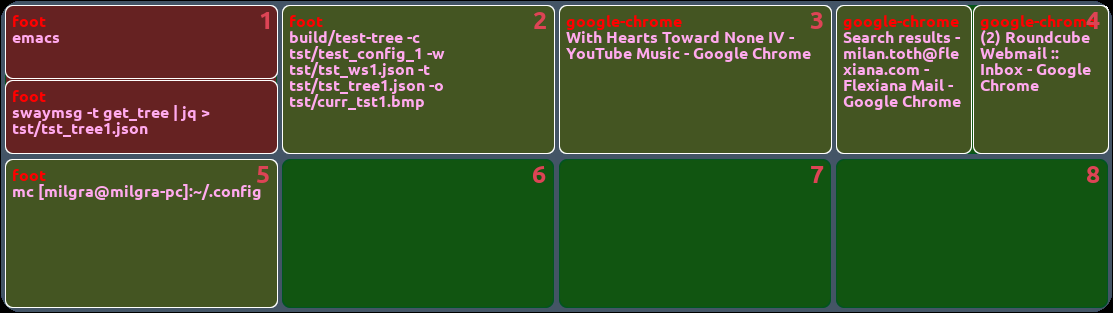 foot 1
emacs
foot
swaymsg -t get_tree | jq >
tst/tst_tree1.json
foot 2
build/test-tree -c
tst/test_config_1 -w
tst/tst_ws1.json -t
tst/tst_tree1.json -o
tst/curr_tst1.bmp
google-chrome 3
With Hearts Toward None IV -
YouTube Music - Google Chrome
google-chrome
Search results -
milan.toth@fle
xiana.com -
Flexiana Mail -
Google Chrome
google-chrome 4
(2) Roundcube
Webmail ::
Inbox - Google
Chrome
foot 5
mc [milgra@milgra-pc]:~/.config
6
7
8